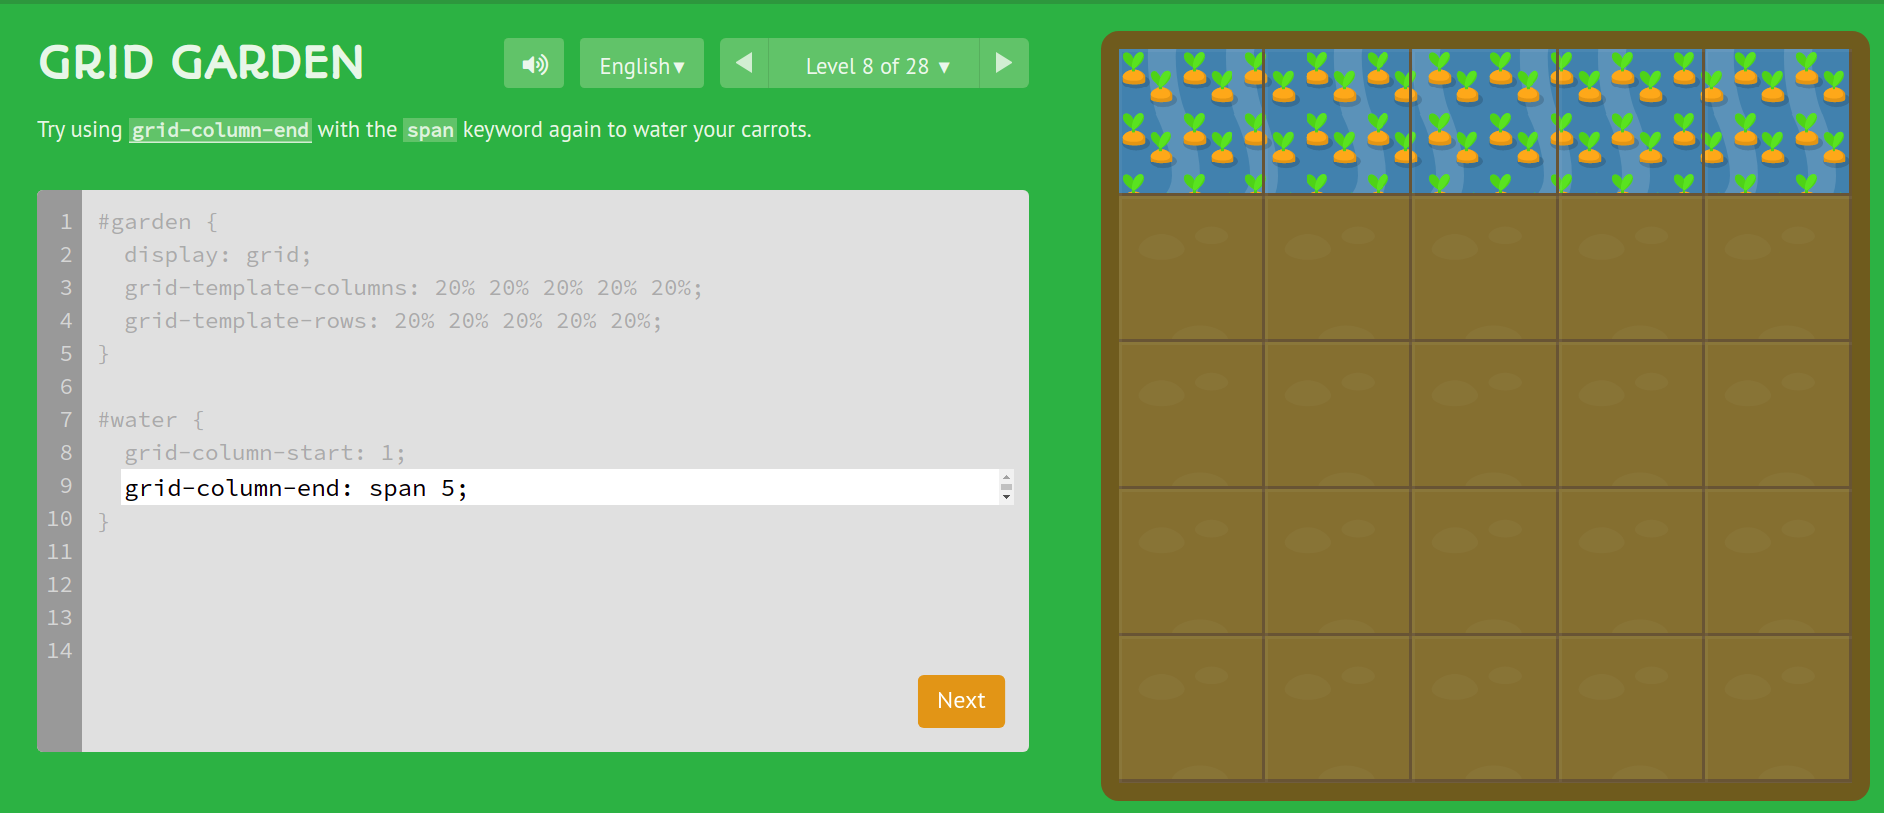 GRID GARDEN
English▾
Level 8 of 28 ▾
Try using grid-column-end with the span keyword again to water your carrots.
1 #garden {
2 display: grid;
3 grid-template-columns: 20% 20% 20% 20% 20%;
4 grid-template-rows: 20% 20% 20% 20% 20%;
5 }
6
7 #water {
8 grid-column-start: 1;
9 grid-column-end: span 5;
10 }
11
12
13
14
Next